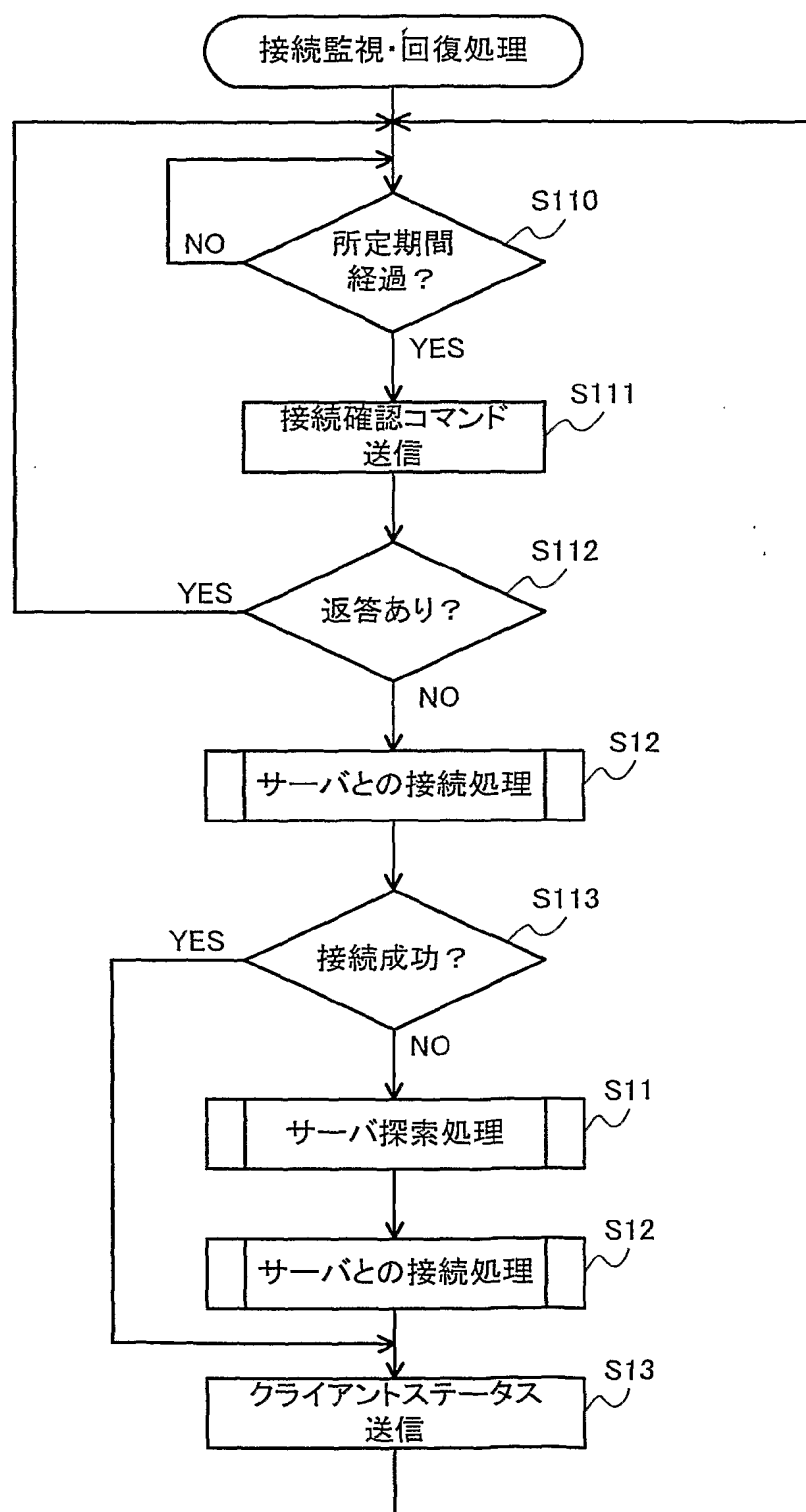 接続監視・回復処理
S110
所定期間
経過？
NO
YES
S111
接続確認コマンド
送信
S112
YES
返答あり？
NO
S12
サーバとの接続処理
S113
YES
接続成功？
NO
S11
サーバ探索処理
S12
サーバとの接続処理
S13
クライアントステータス
送信